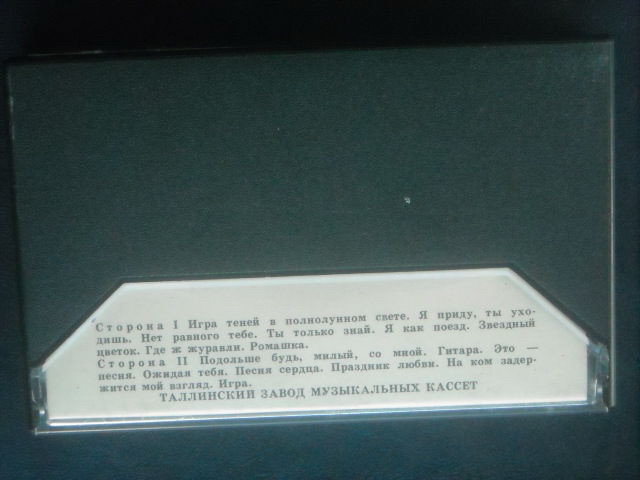 Сторона I Игра теней в полнолунном свете. Я приду, ты ухо-
дишь. Нет равного тебе. Ты только знай. Я как поезд. Звездный
цветок. Где ж журавли. Ромашка.
Сторона II Подольше будь, милый, со мной. Гитара. Это —
песня. Ожидая тебя. Песня сердца. Праздник любви. На ком задер-
жится мой взгляд. Игра.
ТАЛЛИНСКИЙ ЗАВОД МУЗЫКАЛЬНЫХ КАССЕТ